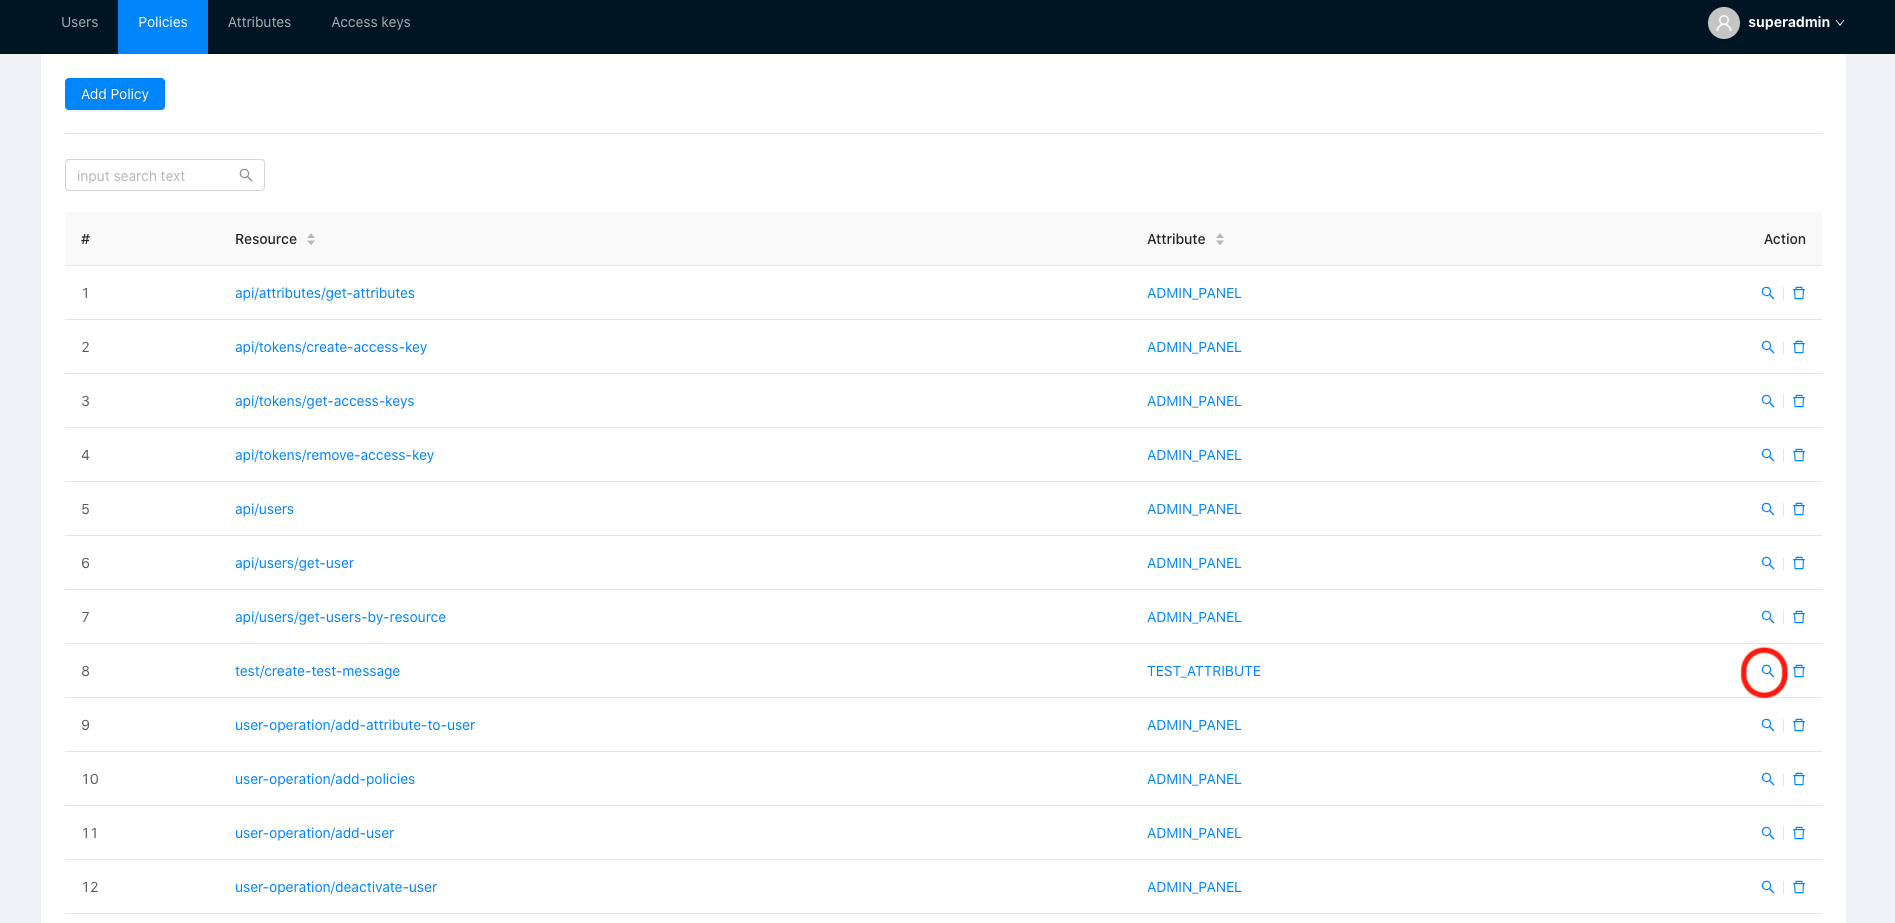 Users Policies Attributes Access keys superadmin
Add Policy
input search text
# Resource Attribute Action
1 api/attributes/get-attributes ADMIN_PANEL
2 api/tokens/create-access-key ADMIN_PANEL
3 api/tokens/get-access-keys ADMIN_PANEL
4 api/tokens/remove-access-key ADMIN_PANEL
5 api/users ADMIN_PANEL
6 api/users/get-user ADMIN_PANEL
7 api/users/get-users-by-resource ADMIN_PANEL
8 test/create-test-message TEST_ATTRIBUTE
9 user-operation/add-attribute-to-user ADMIN_PANEL
10 user-operation/add-policies ADMIN_PANEL
11 user-operation/add-user ADMIN_PANEL
12 user-operation/deactivate-user ADMIN_PANEL